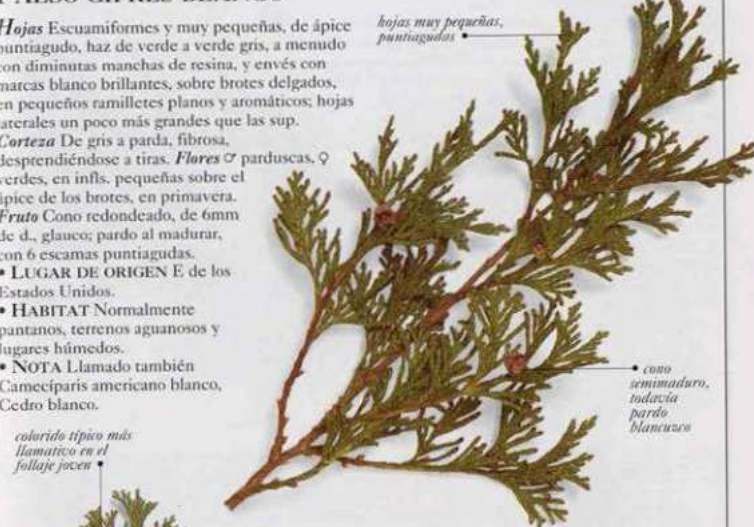 Hojas Escuamiformes y muy pequeñas, de ápice
puntiagudo, haz de verde a verde gris, a menudo
con diminutas manchas de resina, y envés con
marcas blanco brillantes, sobre brotes delgados,
en pequeños ramilletes planos y aromáticos; hojas
laterales un poco más grandes que las sup.
Corteza De gris a parda, fibrosa,
desprendiéndose a tiras. Flores ♂ parduscas, ♀
verdes, en infls. pequeñas sobre el
ápice de los brotes, en primavera.
Fruto Cono redondeado, de 6mm
de d., glauco; pardo al madurar,
con 6 escamas puntiagudas.
• LUGAR DE ORIGEN E de los
Estados Unidos.
• HABITAT Normalmente
pantanos, terrenos aguanosos y
lugares húmedos.
• NOTA Llamado también
Camecíparis americano blanco,
Cedro blanco.
hojas muy pequeñas,
puntiagudas
cono
semimaduro,
todavía
pardo
blancuzco
colorido típico más
llamativo en el
follaje joven